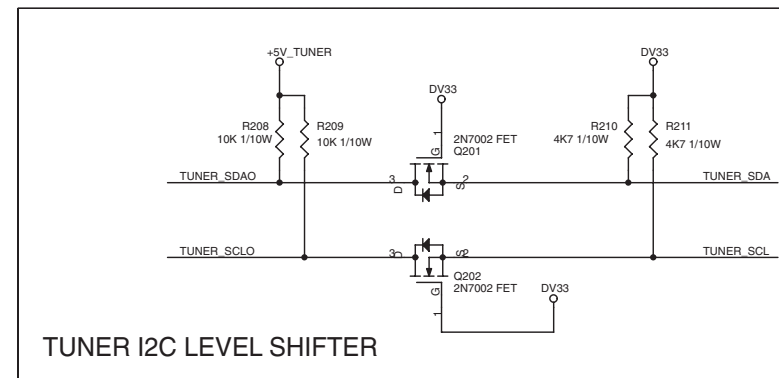 +5V_TUNER
DV33
DV33
R208
10K 1/10W
R209
10K 1/10W
1
G
2N7002 FET
Q201
R210
4K7 1/10W
R211
4K7 1/10W
TUNER_SDAO
3
D
S
2
TUNER_SDA
TUNER_SCLO
3
D
S
2
TUNER_SCL
G
1
Q202
2N7002 FET
DV33
TUNER I2C LEVEL SHIFTER